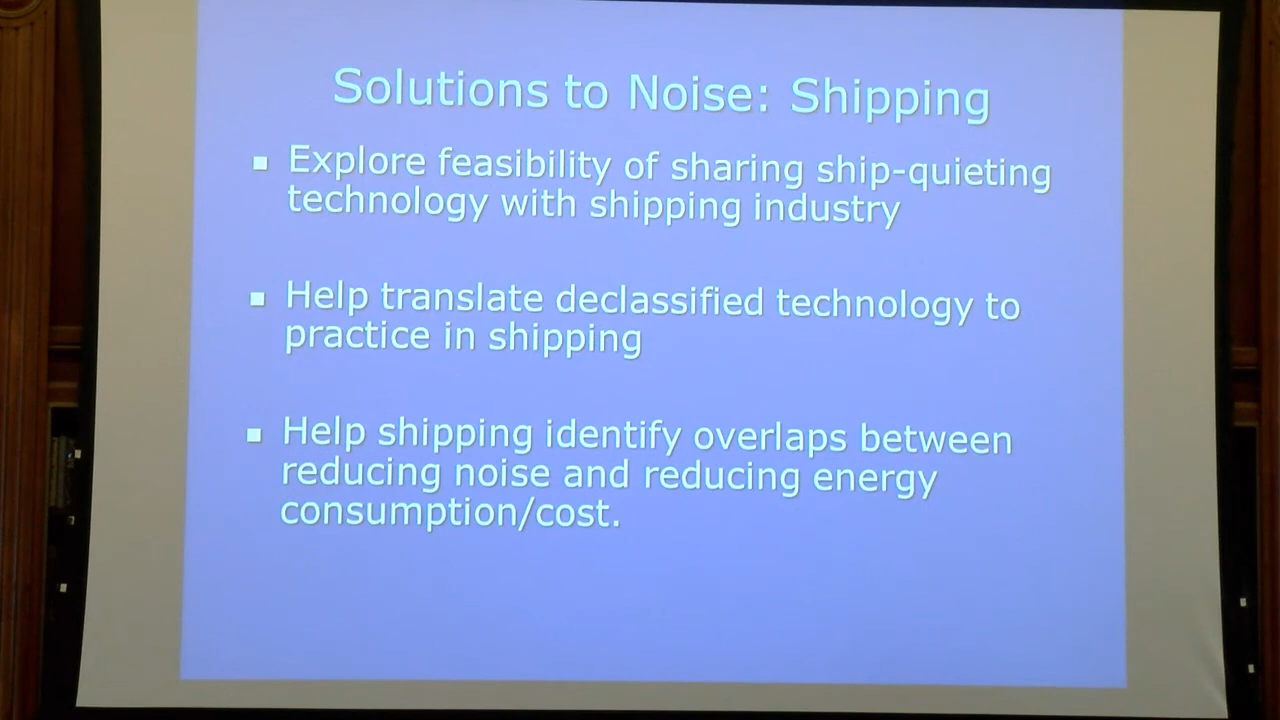 Solutions to Noise: Shipping
▪ Explore feasibility of sharing ship-quieting
technology with shipping industry
▪ Help translate declassified technology to
practice in shipping
▪ Help shipping identify overlaps between
reducing noise and reducing energy
consumption/cost.